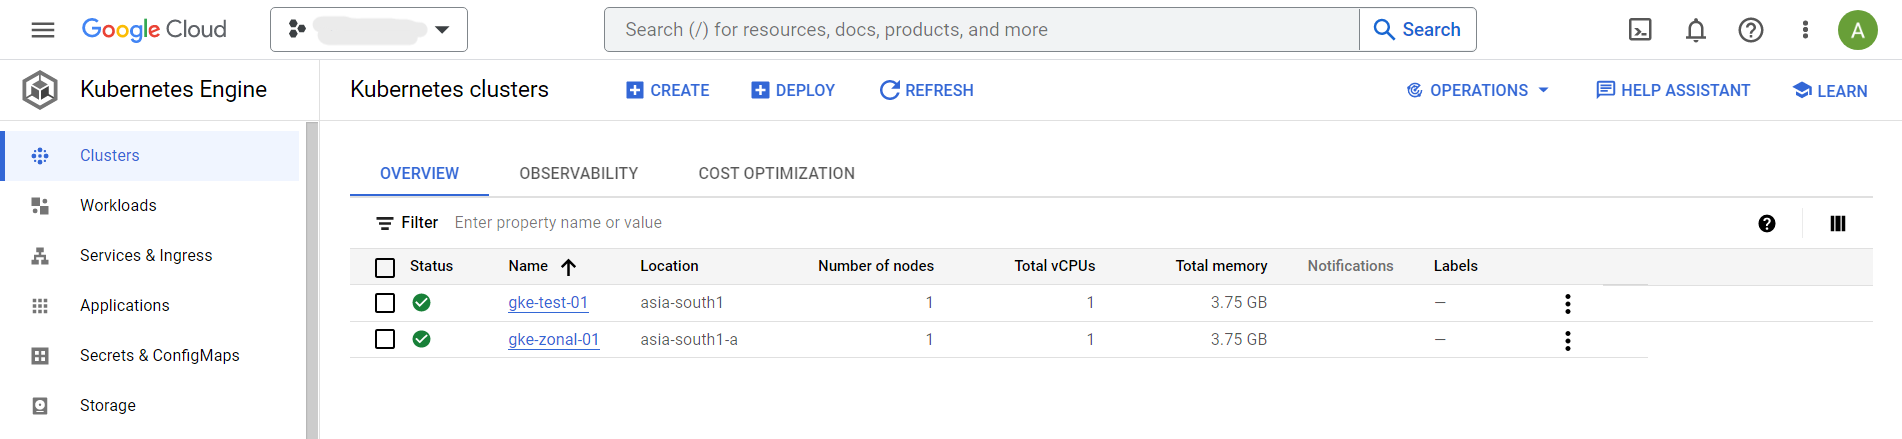 Google Cloud
Search (/) for resources, docs, products, and more
Search
A
Kubernetes Engine
Kubernetes clusters
CREATE
DEPLOY
REFRESH
OPERATIONS
HELP ASSISTANT
LEARN
Clusters
Workloads
Services & Ingress
Applications
Secrets & ConfigMaps
Storage
OVERVIEW OBSERVABILITY COST OPTIMIZATION
Filter Enter property name or value
Status Name Location Number of nodes Total vCPUs Total memory Notifications Labels
gke-test-01 asia-south1 1 1 3.75 GB —
gke-zonal-01 asia-south1-a 1 1 3.75 GB —